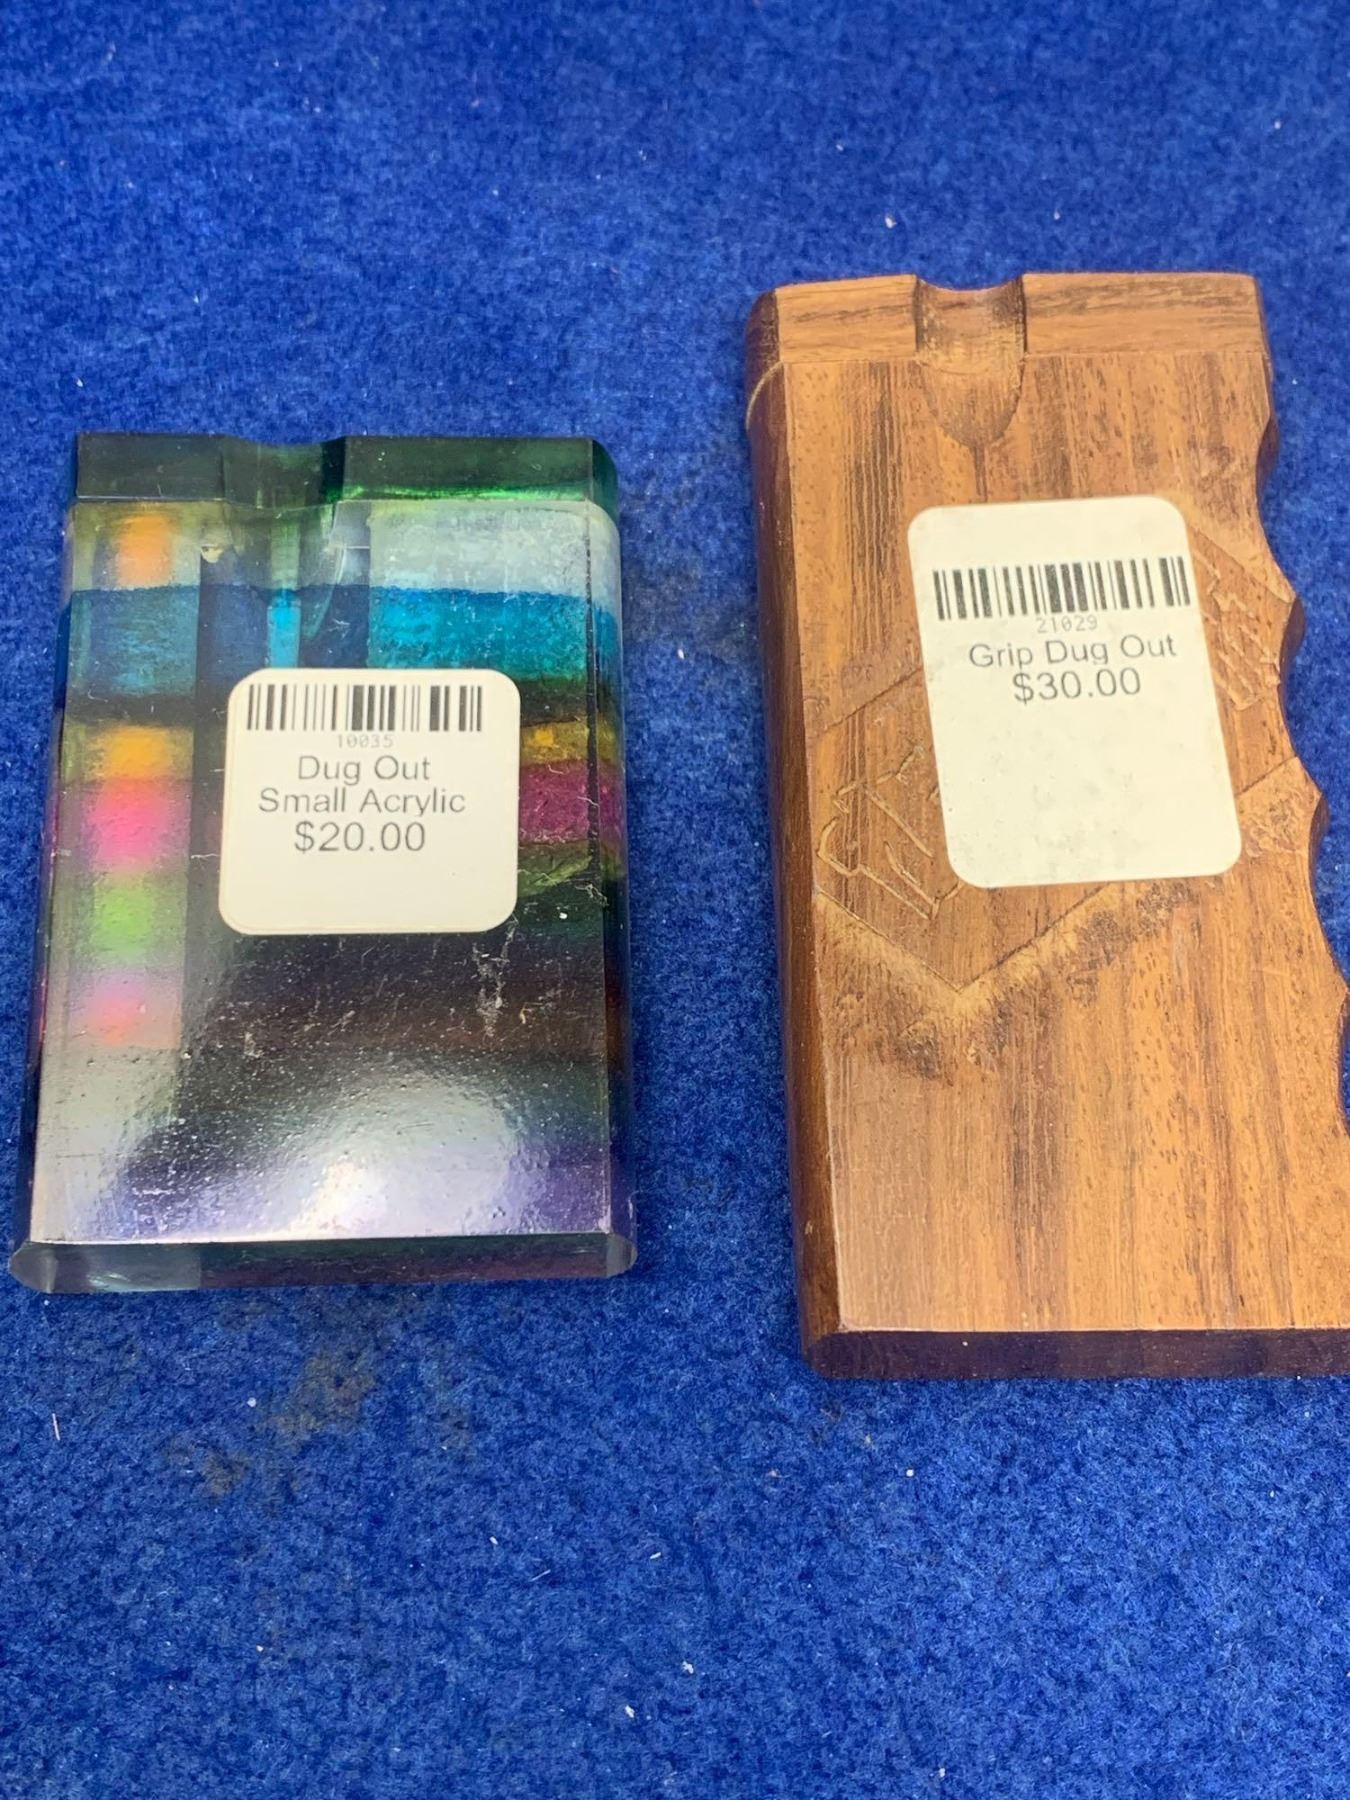 10035
Dug Out
Small Acrylic
$20.00
21029
Grip Dug Out
$30.00